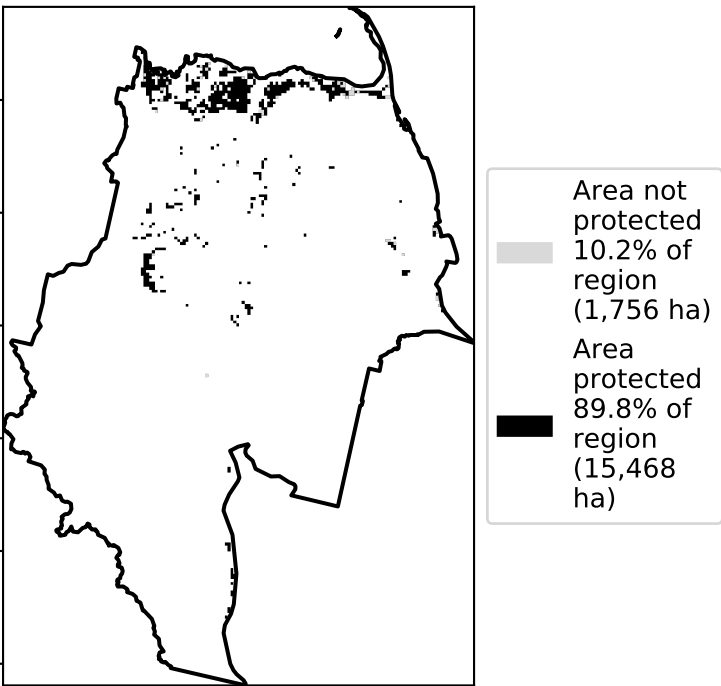 Area not
protected
10.2% of
region
(1,756 ha)
Area
protected
89.8% of
region
(15,468
ha)